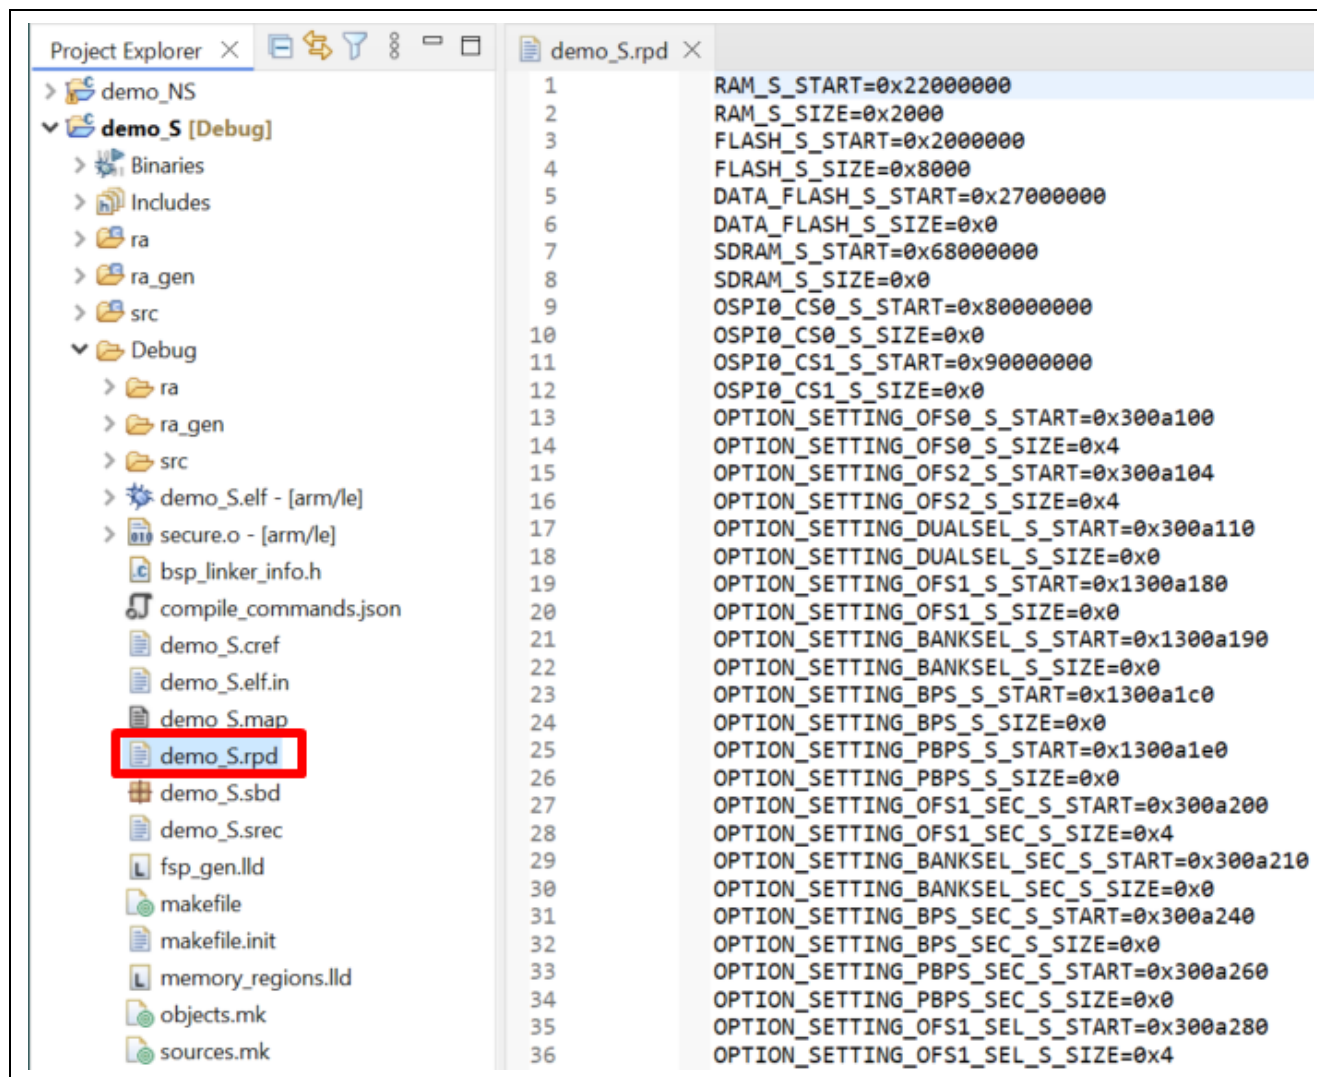 Project Explorer
demo_NS
demo_S [Debug]
Binaries
Includes
ra
ra_gen
src
Debug
ra
ra_gen
src
demo_S.elf - [arm/le]
secure.o - [arm/le]
bsp_linker_info.h
compile_commands.json
demo_S.cref
demo_S.elf.in
demo_S.map
demo_S.rpd
demo_S.sbd
demo_S.srec
fsp_gen.lld
makefile
makefile.init
memory_regions.lld
objects.mk
sources.mk
demo_S.rpd
1 RAM_S_START=0x22000000
2 RAM_S_SIZE=0x2000
3 FLASH_S_START=0x2000000
4 FLASH_S_SIZE=0x8000
5 DATA_FLASH_S_START=0x27000000
6 DATA_FLASH_S_SIZE=0x0
7 SDRAM_S_START=0x68000000
8 SDRAM_S_SIZE=0x0
9 OSPI0_CS0_S_START=0x80000000
10 OSPI0_CS0_S_SIZE=0x0
11 OSPI0_CS1_S_START=0x90000000
12 OSPI0_CS1_S_SIZE=0x0
13 OPTION_SETTING_OFS0_S_START=0x300a100
14 OPTION_SETTING_OFS0_S_SIZE=0x4
15 OPTION_SETTING_OFS2_S_START=0x300a104
16 OPTION_SETTING_OFS2_S_SIZE=0x4
17 OPTION_SETTING_DUALSEL_S_START=0x300a110
18 OPTION_SETTING_DUALSEL_S_SIZE=0x0
19 OPTION_SETTING_OFS1_S_START=0x1300a180
20 OPTION_SETTING_OFS1_S_SIZE=0x0
21 OPTION_SETTING_BANKSEL_S_START=0x1300a190
22 OPTION_SETTING_BANKSEL_S_SIZE=0x0
23 OPTION_SETTING_BPS_S_START=0x1300a1c0
24 OPTION_SETTING_BPS_S_SIZE=0x0
25 OPTION_SETTING_PBPS_S_START=0x1300a1e0
26 OPTION_SETTING_PBPS_S_SIZE=0x0
27 OPTION_SETTING_OFS1_SEC_S_START=0x300a200
28 OPTION_SETTING_OFS1_SEC_S_SIZE=0x4
29 OPTION_SETTING_BANKSEL_SEC_S_START=0x300a210
30 OPTION_SETTING_BANKSEL_SEC_S_SIZE=0x0
31 OPTION_SETTING_BPS_SEC_S_START=0x300a240
32 OPTION_SETTING_BPS_SEC_S_SIZE=0x0
33 OPTION_SETTING_PBPS_SEC_S_START=0x300a260
34 OPTION_SETTING_PBPS_SEC_S_SIZE=0x0
35 OPTION_SETTING_OFS1_SEL_S_START=0x300a280
36 OPTION_SETTING_OFS1_SEL_S_SIZE=0x4